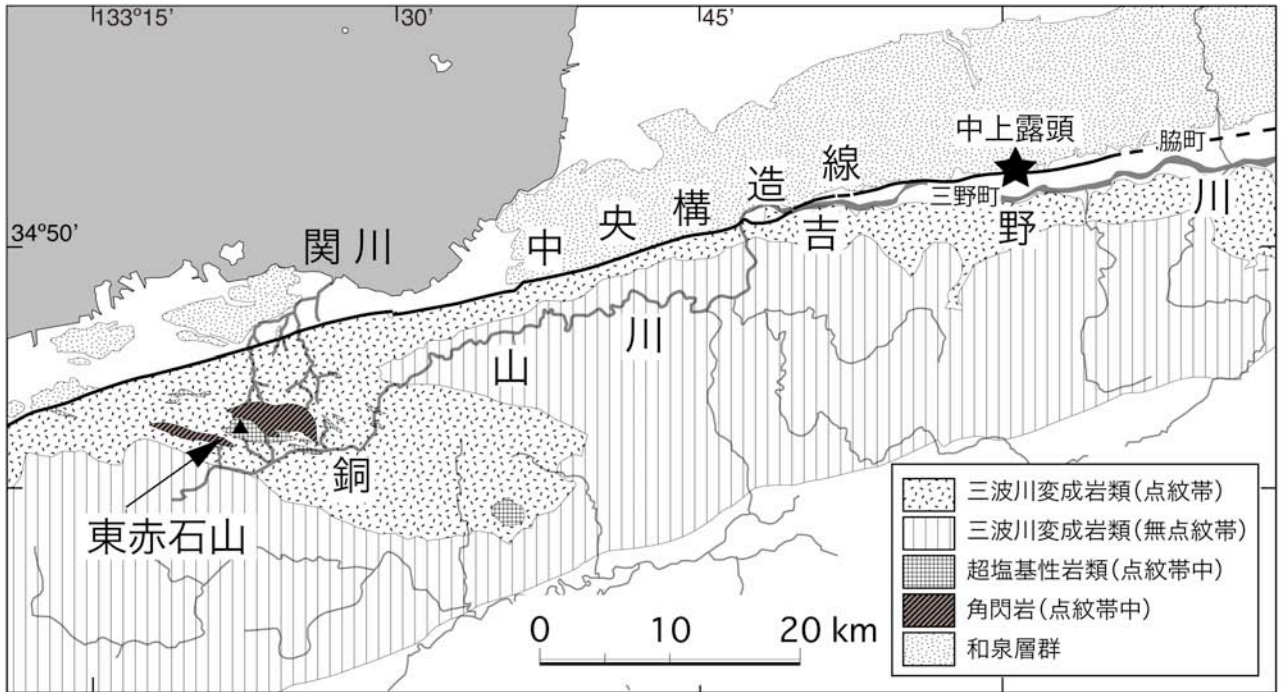 133°15’
30’
45’
中上露頭
脇町
三野町
中央構造線
吉野川
34°50’
関川
銅山川
東赤石山
0 10 20 km
三波川変成岩類(点紋帯)
三波川変成岩類(無点紋帯)
超塩基性岩類(点紋帯中)
角閃岩(点紋帯中)
和泉層群